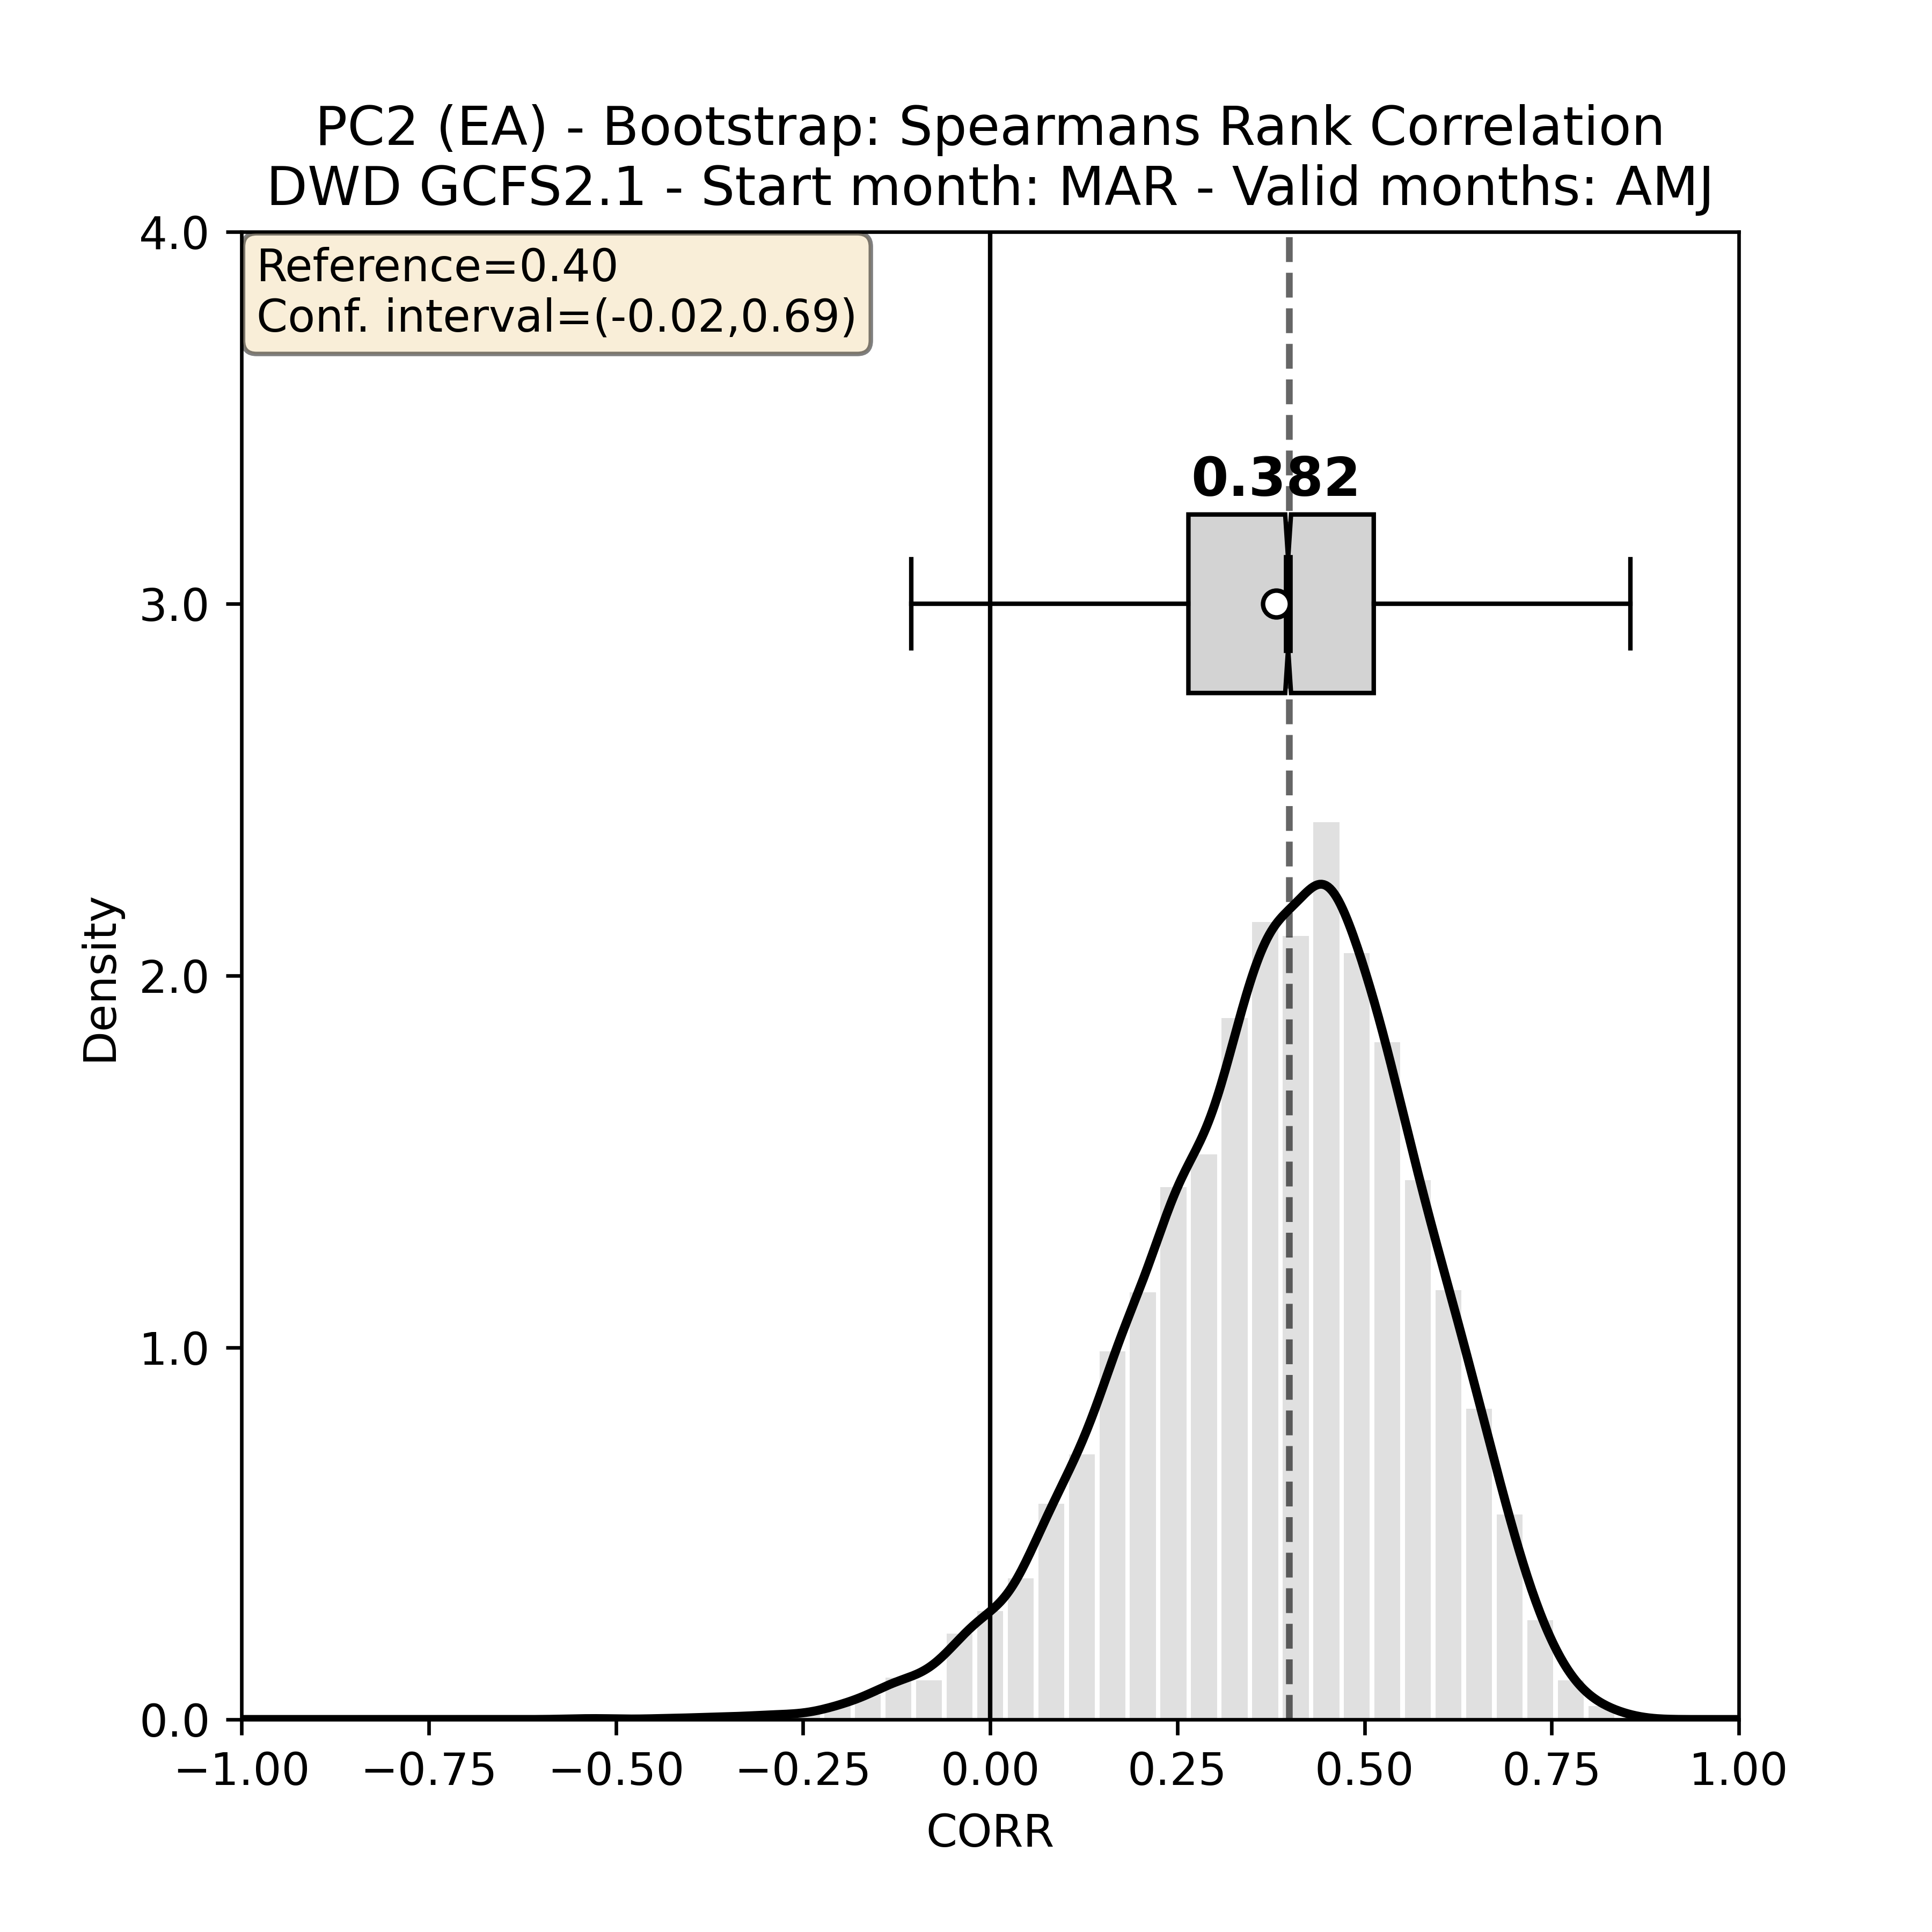 PC2 (EA) - Bootstrap: Spearmans Rank Correlation
DWD GCFS2.1 - Start month: MAR - Valid months: AMJ
Reference=0.40
Conf. interval=(-0.02,0.69)
0.382
4.0
3.0
2.0
1.0
0.0
Density
−1.00 −0.75 −0.50 −0.25 0.00 0.25 0.50 0.75 1.00
CORR